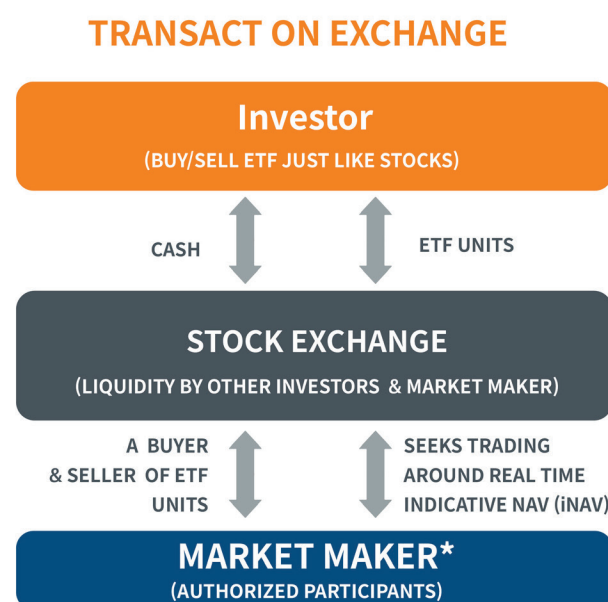 TRANSACT ON EXCHANGE
Investor
(BUY/SELL ETF JUST LIKE STOCKS)
CASH
ETF UNITS
STOCK EXCHANGE
(LIQUIDITY BY OTHER INVESTORS & MARKET MAKER)
A BUYER
& SELLER OF ETF
UNITS
SEEKS TRADING
AROUND REAL TIME
INDICATIVE NAV (iNAV)
MARKET MAKER*
(AUTHORIZED PARTICIPANTS)